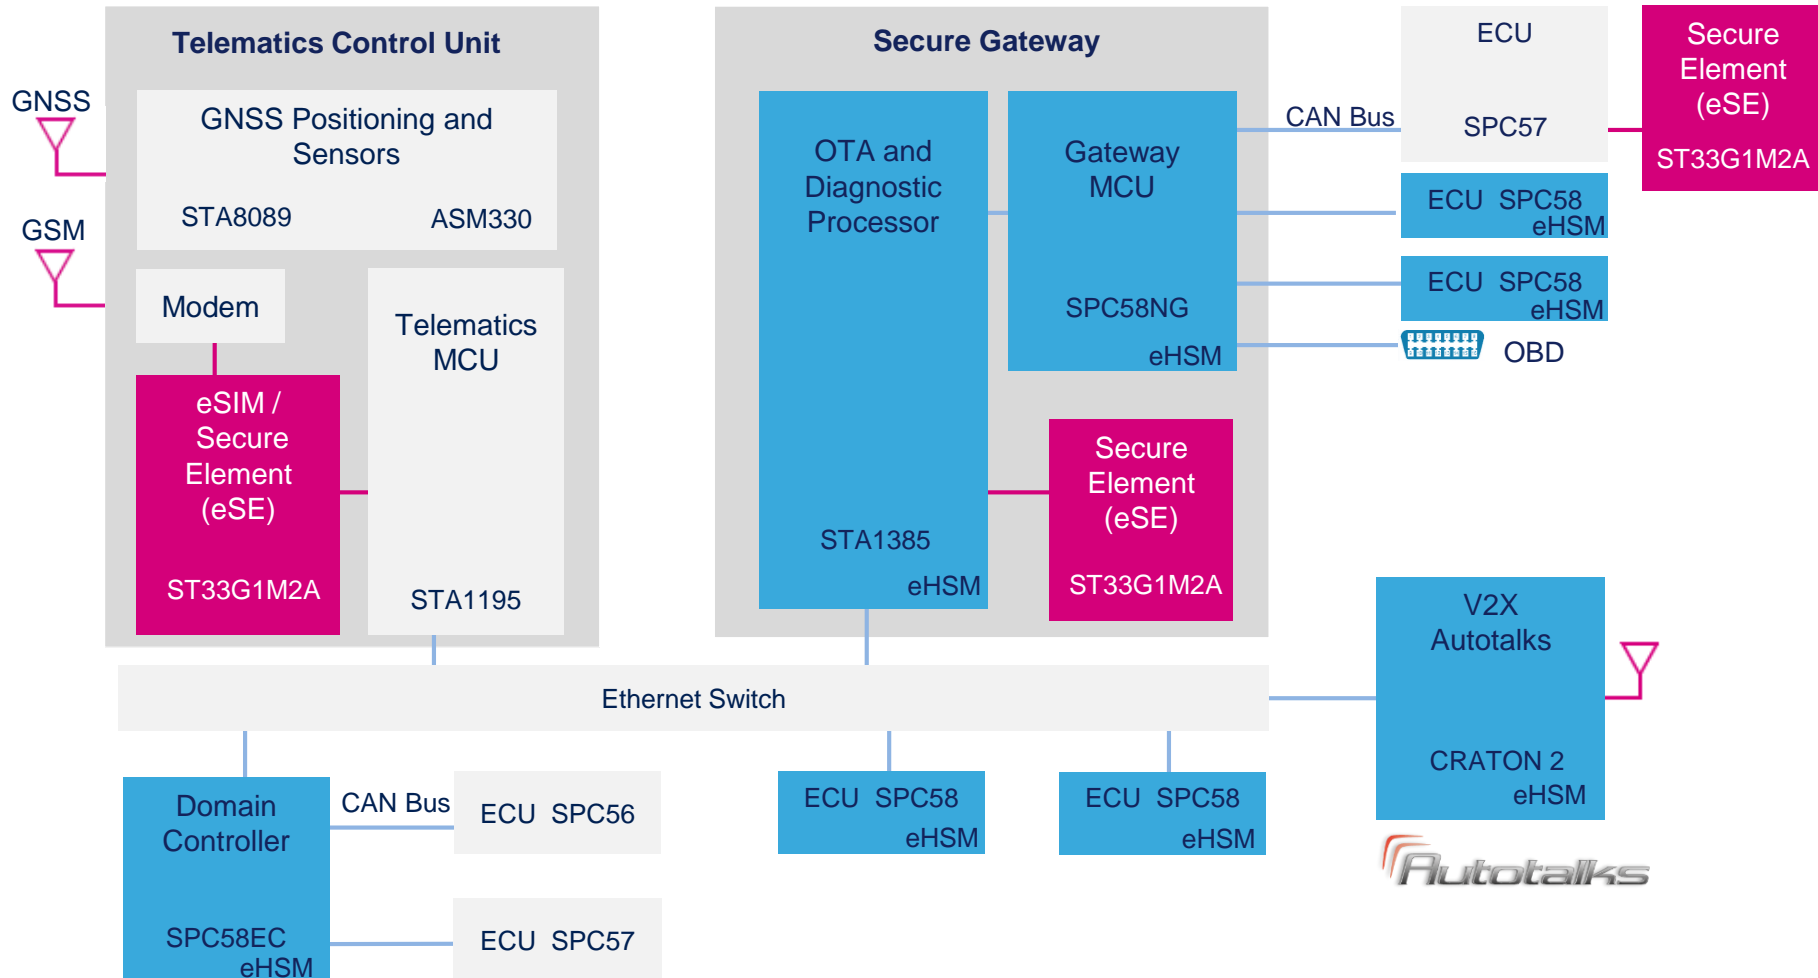 Telematics Control Unit
GNSS
GNSS Positioning and
Sensors
STA8089 ASM330
GSM
Modem
Telematics
MCU
STA1195
eSIM /
Secure
Element
(eSE)
ST33G1M2A
Secure Gateway
OTA and
Diagnostic
Processor
STA1385
eHSM
Gateway
MCU
SPC58NG
eHSM
Secure
Element
(eSE)
ST33G1M2A
CAN Bus
ECU
SPC57
Secure
Element
(eSE)
ST33G1M2A
ECU SPC58
eHSM
ECU SPC58
eHSM
OBD
Ethernet Switch
V2X
Autotalks
CRATON 2
eHSM
Autotalks
Domain
Controller
SPC58EC
eHSM
CAN Bus
ECU SPC56
ECU SPC57
ECU SPC58
eHSM
ECU SPC58
eHSM